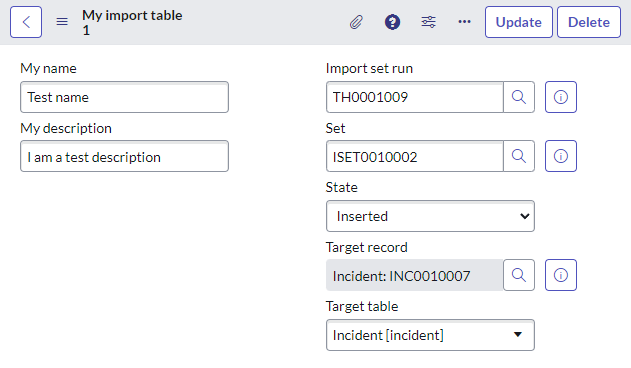 My import table
1
Update
Delete
My name
Test name
My description
I am a test description
Import set run
TH0001009
Set
ISET0010002
State
Inserted
Target record
Incident: INC0010007
Target table
Incident [incident]